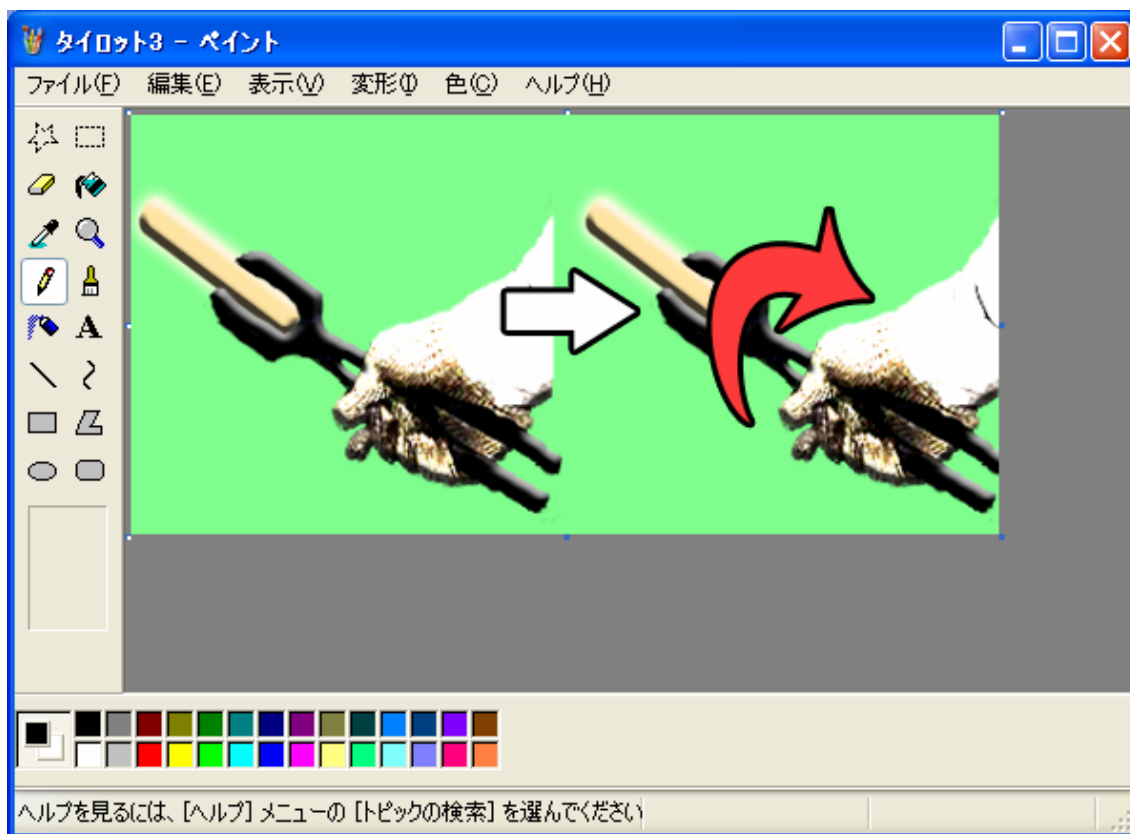 タイロット3 - ペイント
ファイル(F) 編集(E) 表示(V) 変形(I) 色(C) ヘルプ(H)
A
ヘルプを見るには、[ヘルプ] メニューの [トピックの検索] を選んでください